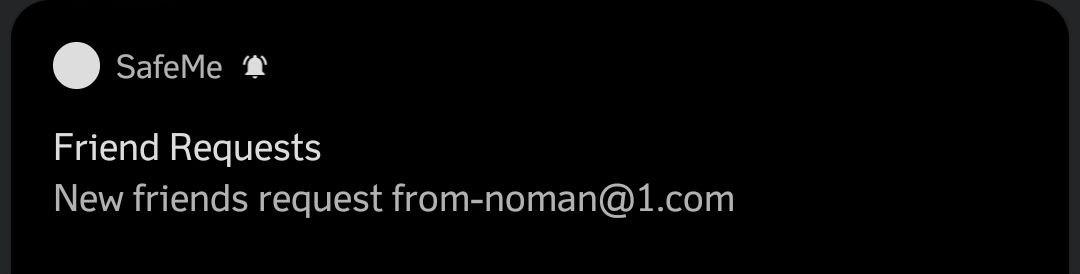 SafeMe
Friend Requests
New friends request from-noman@1.com